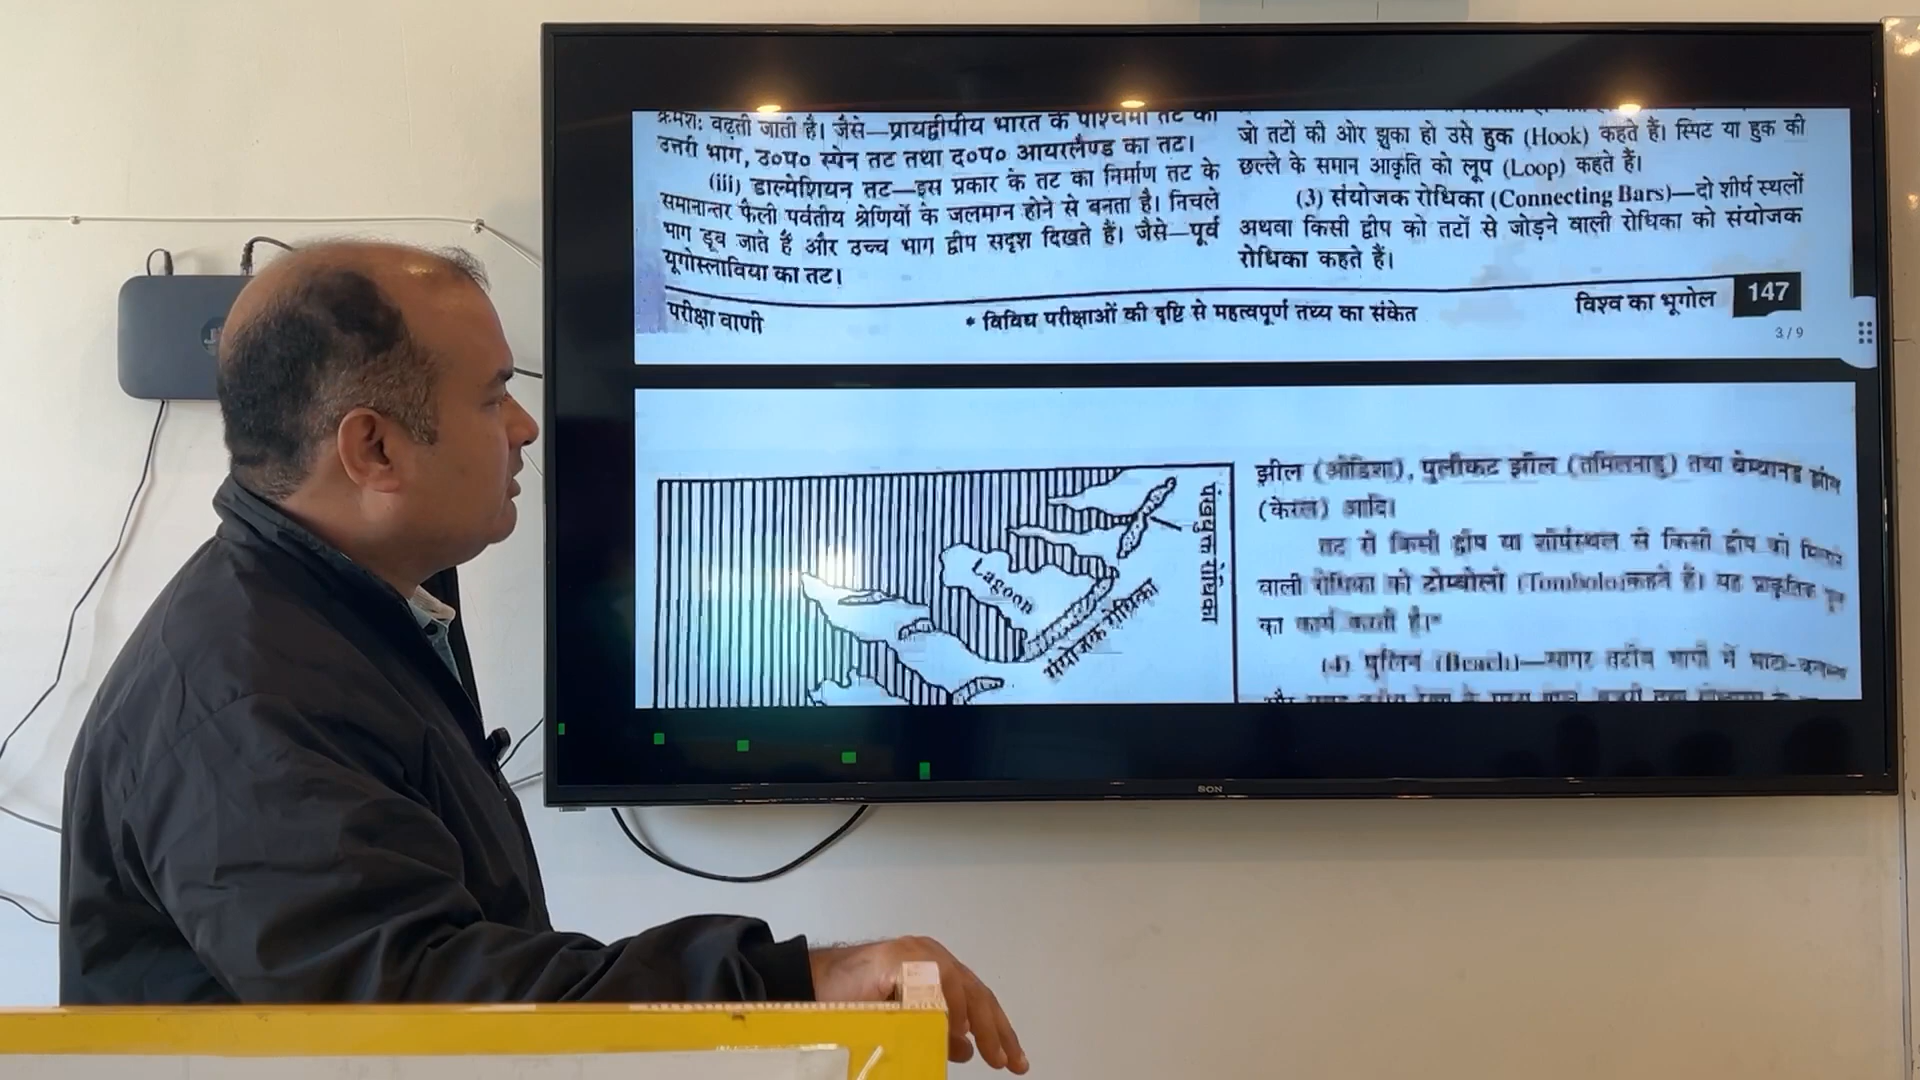 क्रमशः बढ़ती जाती है। जैसे—प्रायद्वीपीय भारत के पश्चिमी तट का
उत्तरी भाग, उ०प० स्पेन तट तथा द०प० आयरलैण्ड का तट।
(iii) डाल्मेशियन तट—इस प्रकार के तट का निर्माण तट के
समानान्तर फैली पर्वतीय श्रेणियों के जलमग्न होने से बनता है। निचले
भाग डूब जाते हैं और उच्च भाग द्वीप सदृश दिखते हैं। जैसे—पूर्व
यूगोस्लाविया का तट।
जो तटों की ओर झुका हो उसे हुक (Hook) कहते हैं। स्पिट या हुक की
छल्ले के समान आकृति को लूप (Loop) कहते हैं।
(3) संयोजक रोधिका (Connecting Bars)—दो शीर्ष स्थलों
अथवा किसी द्वीप को तटों से जोड़ने वाली रोधिका को संयोजक
रोधिका कहते हैं।
परीक्षा वाणी
* विविध परीक्षाओं की दृष्टि से महत्वपूर्ण तथ्य का संकेत
विश्व का भूगोल 147
3/9
Lagoon
संयोजक रोधिका
रोधिका
झील (ओडिशा), पुलीकट झील (तमिलनाडु) तथा
(केरल) आदि।
तट से किसी द्वीप या शीर्षस्थल से किसी द्वीप को
वाली रोधिका को टोम्बोलो (Tombolo) कहते हैं। यह प्राकृतिक
का कार्य करती है।*
(4) पुलिन (Beach)—सागर तटीय भागों में
SON